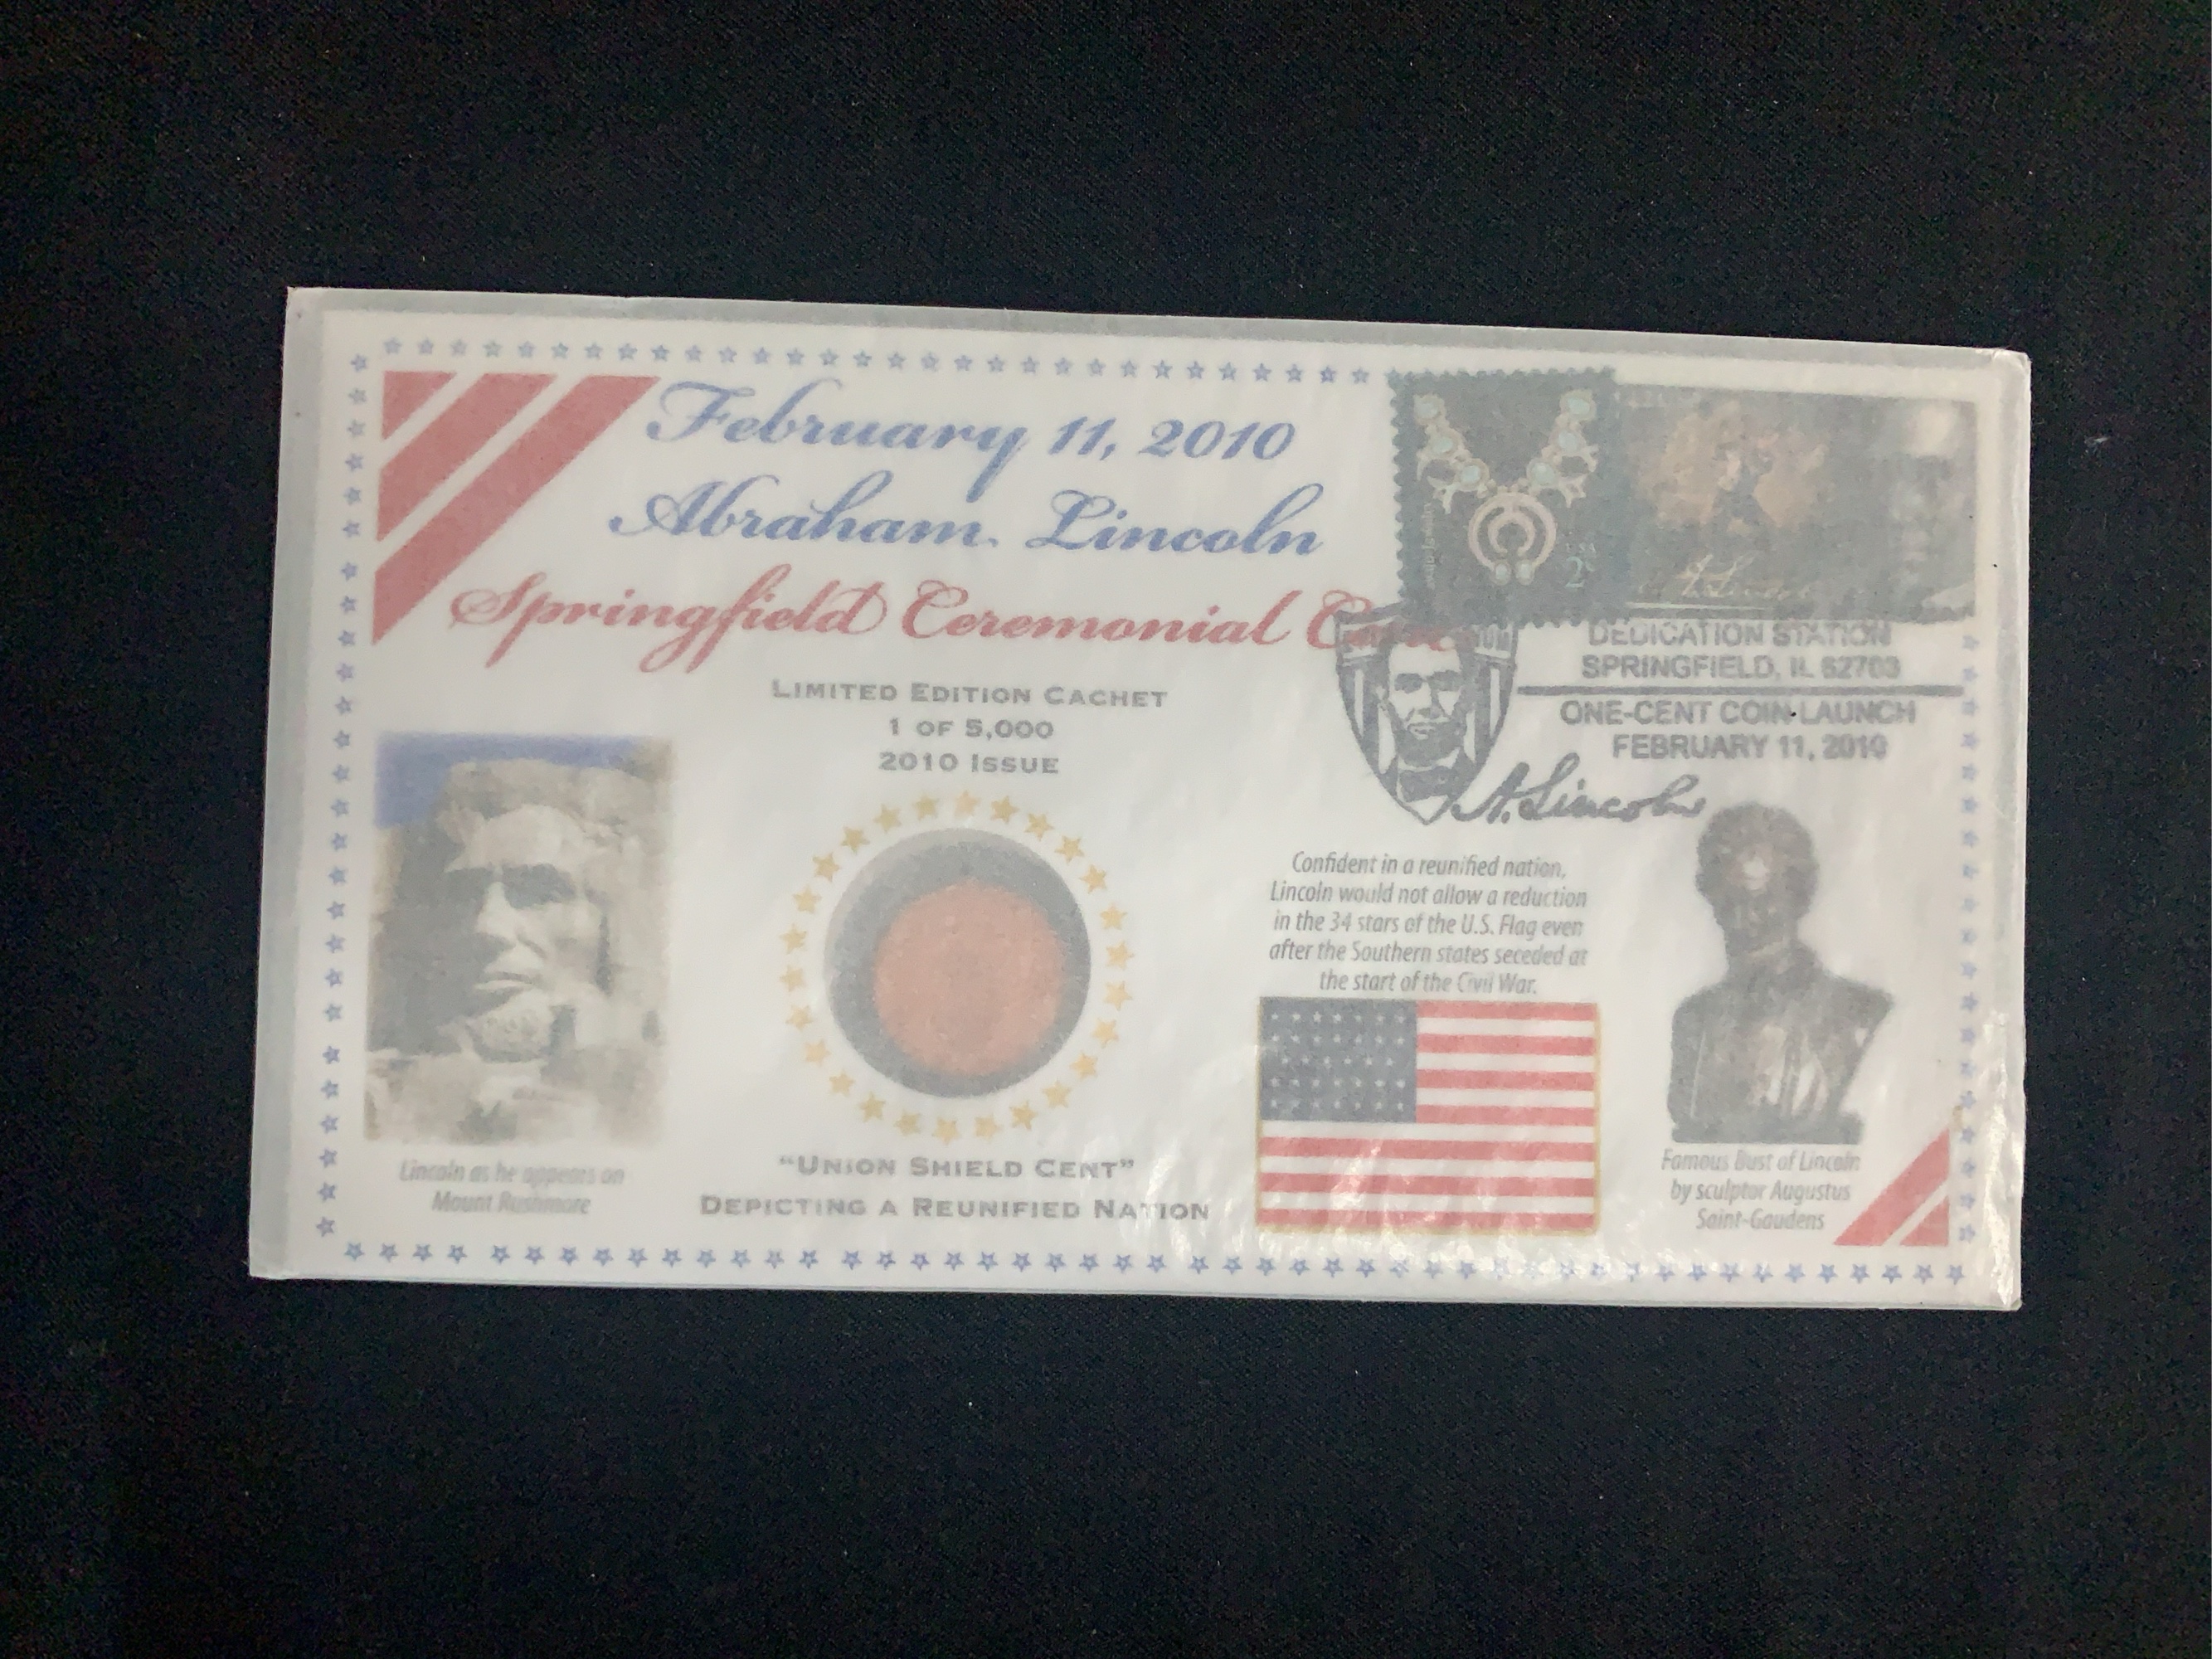 February 11, 2010
Abraham Lincoln
Springfield Ceremonial
Limited Edition Cachet
1 of 5,000
2010 Issue
2¢
A. Lincoln
DEDICATION STATION
SPRINGFIELD, IL 62703
ONE-CENT COIN LAUNCH
FEBRUARY 11, 2010
A. Lincoln
Confident in a reunified nation,
Lincoln would not allow a reduction
in the 34 stars of the U.S. Flag even
after the Southern states seceded at
the start of the Civil War.
Lincoln as he appears on
Mount Rushmore
"Union Shield Cent"
Depicting a Reunified Nation
Famous Bust of Lincoln
by sculptor Augustus
Saint-Gaudens